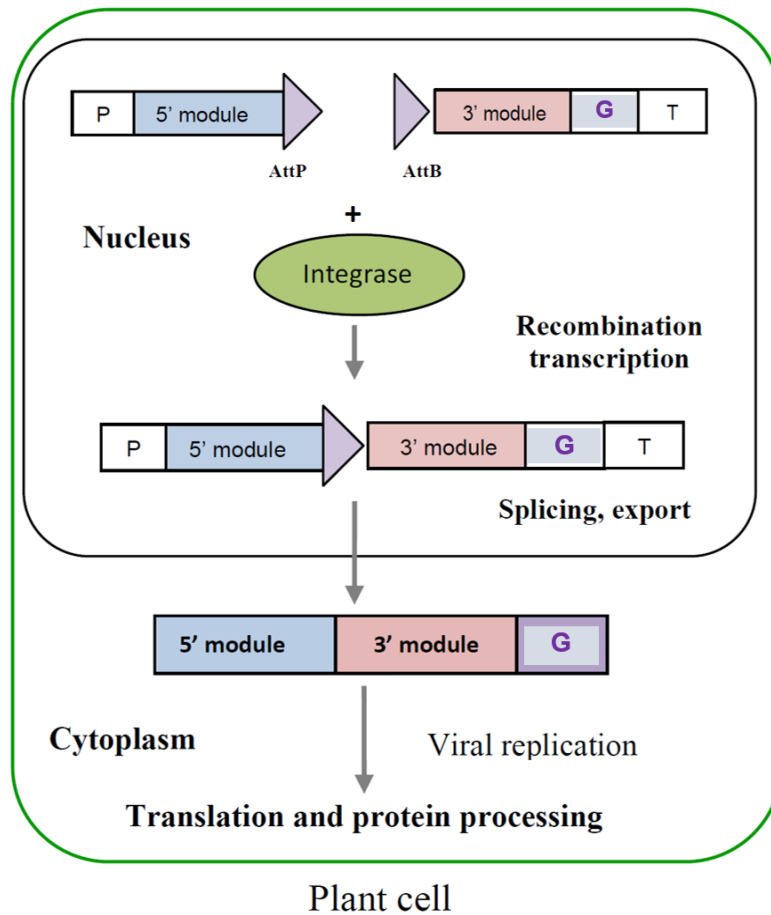 P 5’ module 3’ module G T
AttP AttB
+
Nucleus
Integrase
Recombination
transcription
P 5’ module 3’ module G T
Splicing, export
5’ module 3’ module G
Cytoplasm
Viral replication
Translation and protein processing
Plant cell